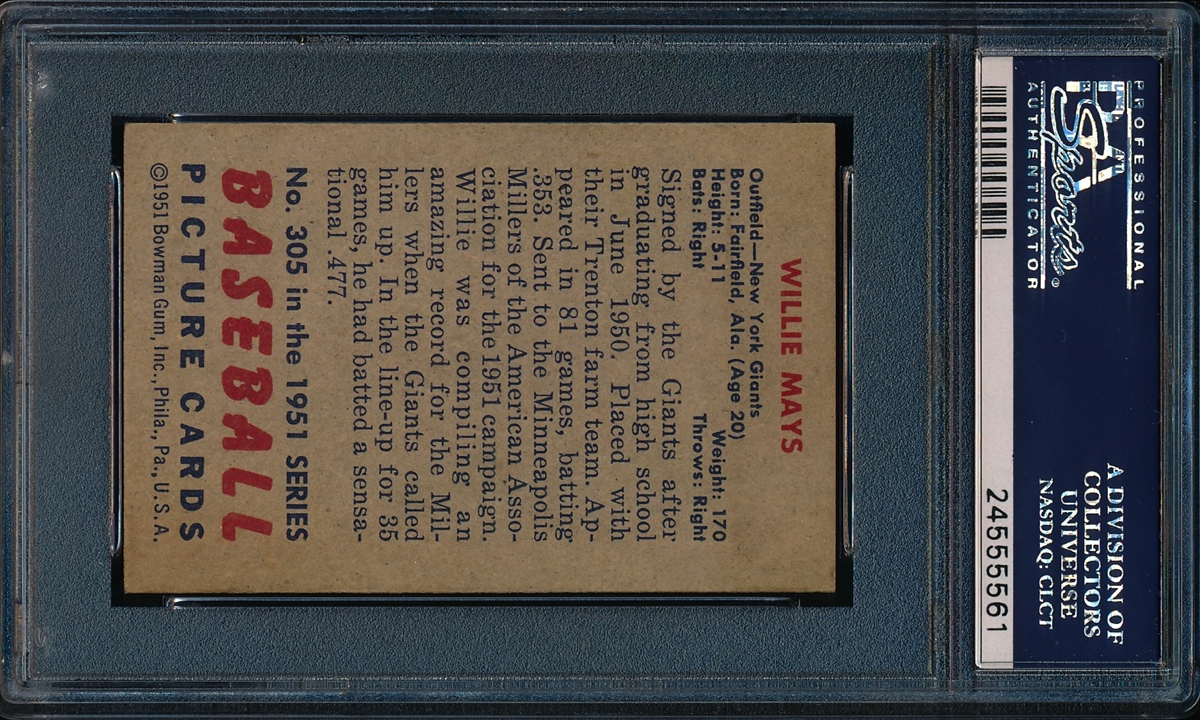 PROFESSIONAL
PSA
Sports®
AUTHENTICATOR
A DIVISION OF
COLLECTORS
UNIVERSE
NASDAQ: CLCT
24555561
WILLIE MAYS
Outfield—New York Giants
Born: Fairfield, Ala. (Age 20)
Height: 5-11 Weight: 170
Bats: Right Throws: Right
Signed by the Giants after
graduating from high school
in June 1950. Placed with
their Trenton farm team. Ap-
peared in 81 games, batting
.353. Sent to the Minneapolis
Millers of the American Asso-
ciation for the 1951 campaign.
Willie was compiling an
amazing record for the Mil-
lers when the Giants called
him up. In the line-up for 35
games, he had batted a sensa-
tional .477.
No. 305 in the 1951 SERIES
BASEBALL
PICTURE CARDS
©1951 Bowman Gum, Inc., Phila., Pa., U.S.A.